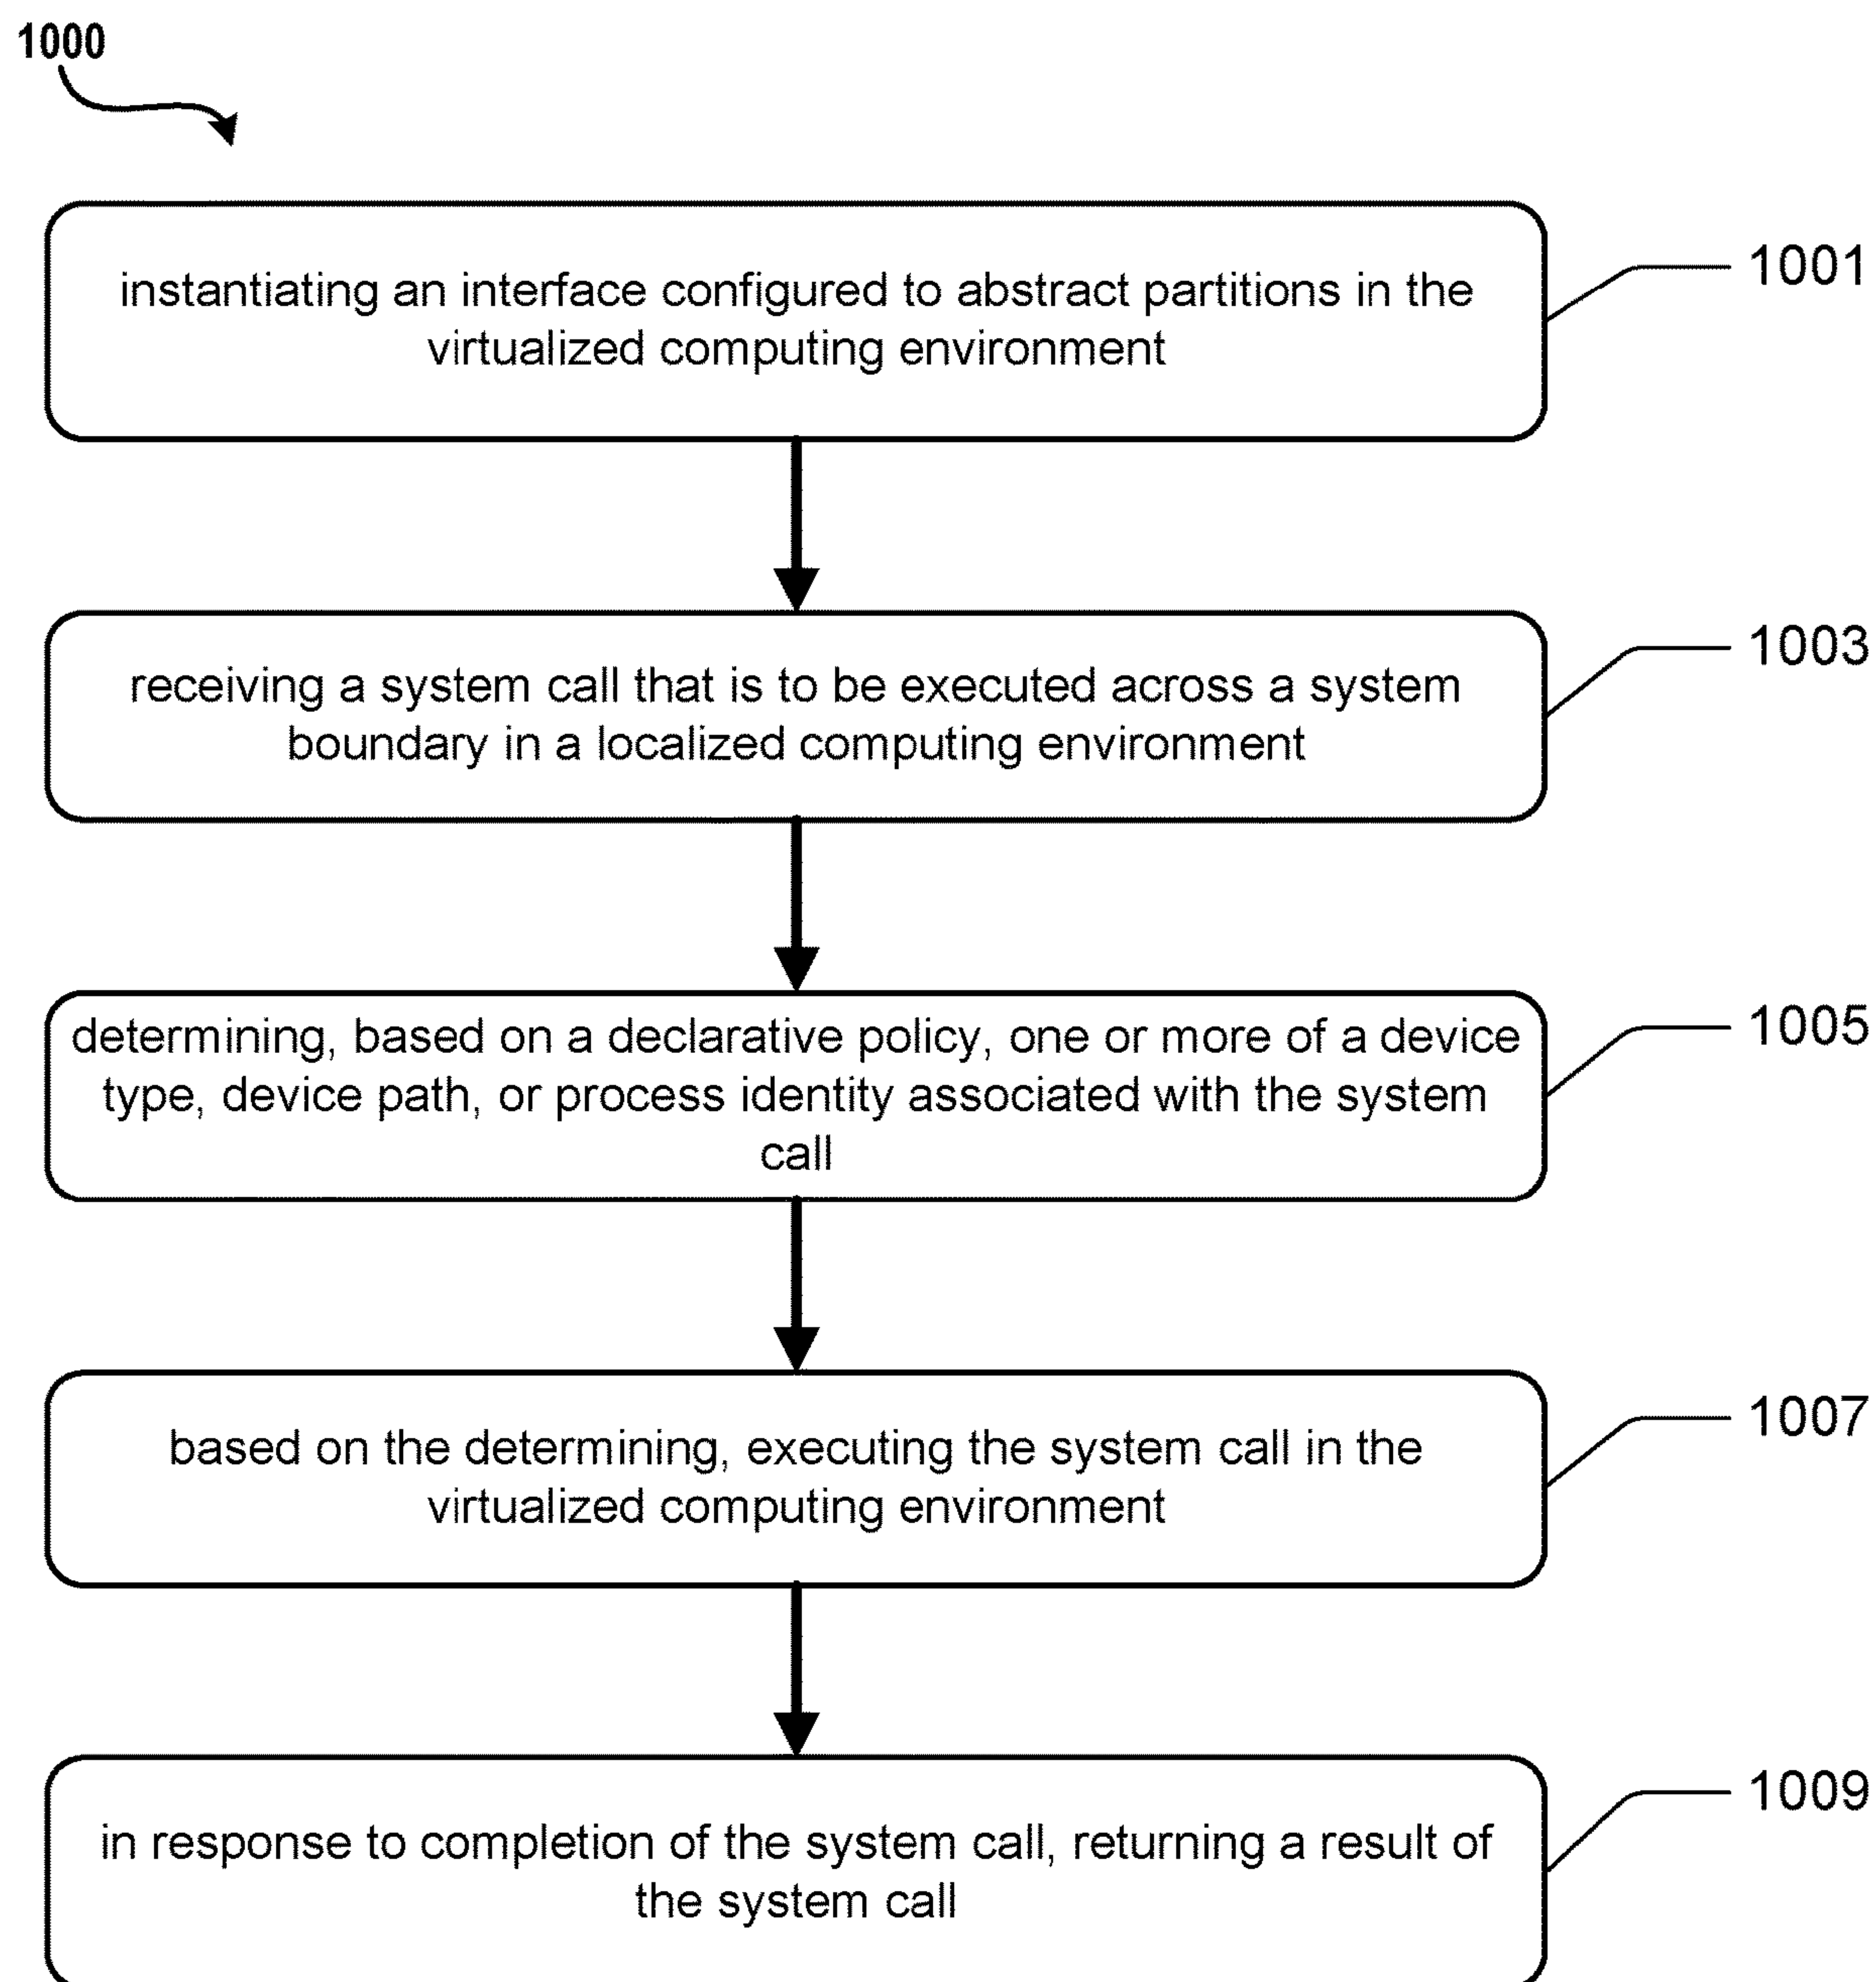 1000
instantiating an interface configured to abstract partitions in the
virtualized computing environment
1001
receiving a system call that is to be executed across a system
boundary in a localized computing environment
1003
determining, based on a declarative policy, one or more of a device
type, device path, or process identity associated with the system
call
1005
based on the determining, executing the system call in the
virtualized computing environment
1007
in response to completion of the system call, returning a result of
the system call
1009